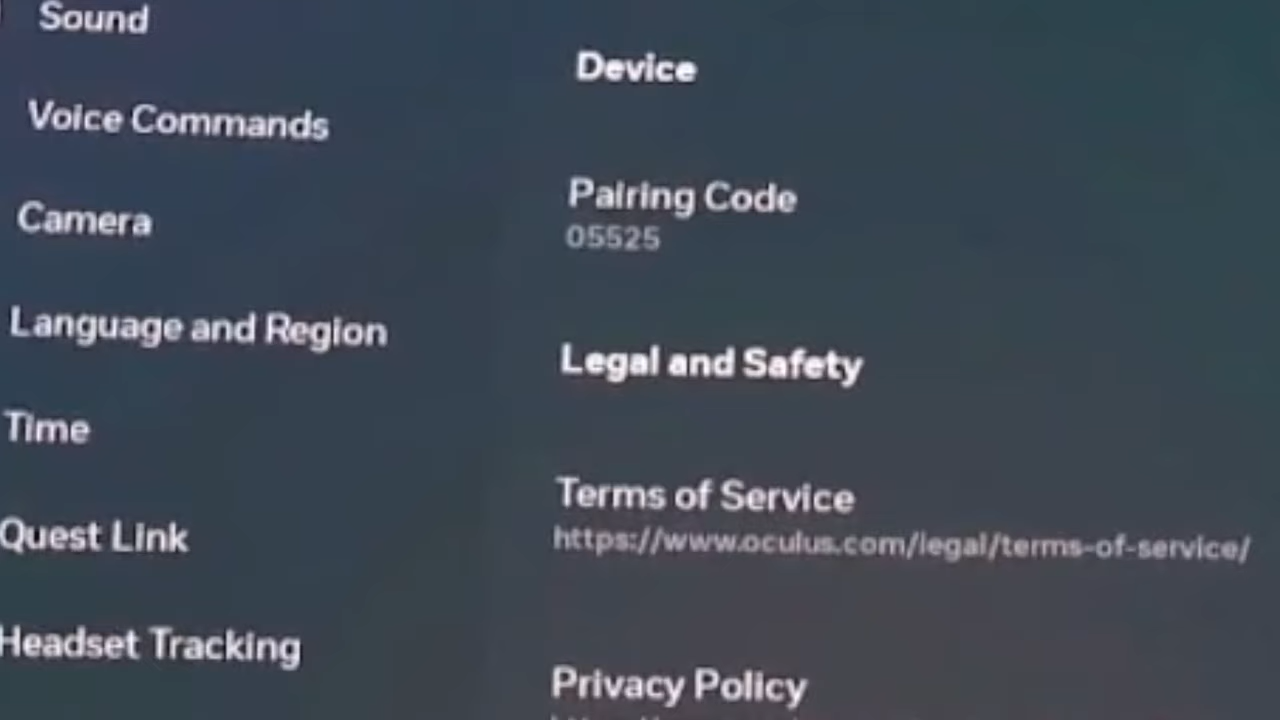 Sound
Voice Commands
Camera
Language and Region
Time
Quest Link
Headset Tracking
Device
Pairing Code
05525
Legal and Safety
Terms of Service
https://www.oculus.com/legal/terms-of-service/
Privacy Policy